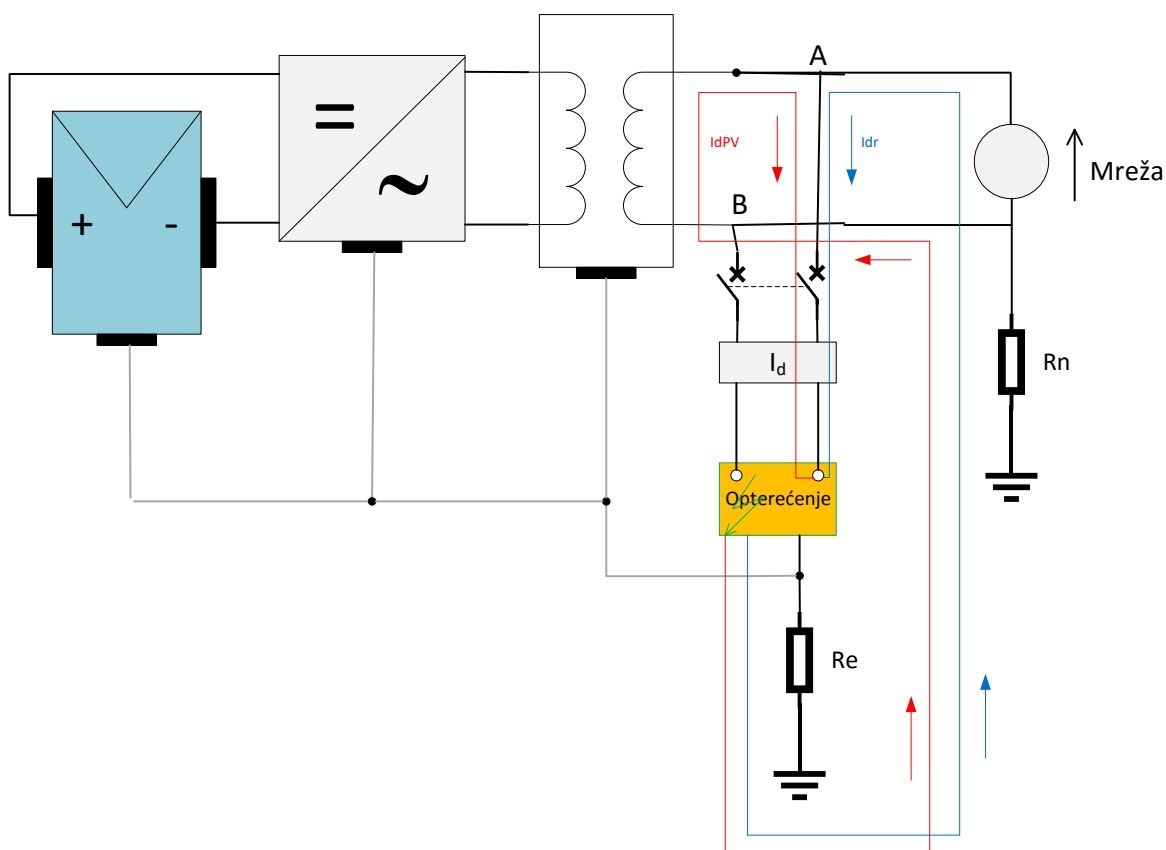 A
IdPV
Idr
Mreža
=
~
+
-
B
Rn
Id
Opterećenje
Re